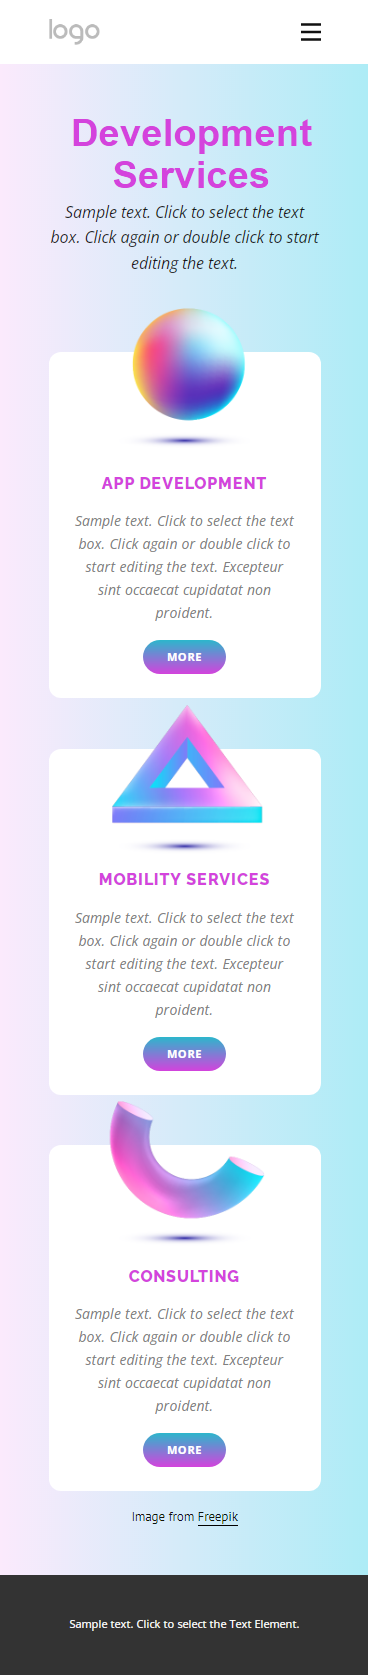 logo
Development
Services
Sample text. Click to select the text
box. Click again or double click to start
editing the text.
APP DEVELOPMENT
Sample text. Click to select the text
box. Click again or double click to
start editing the text. Excepteur
sint occaecat cupidatat non
proident.
MORE
MOBILITY SERVICES
Sample text. Click to select the text
box. Click again or double click to
start editing the text. Excepteur
sint occaecat cupidatat non
proident.
MORE
CONSULTING
Sample text. Click to select the text
box. Click again or double click to
start editing the text. Excepteur
sint occaecat cupidatat non
proident.
MORE
Image from Freepik
Sample text. Click to select the Text Element.